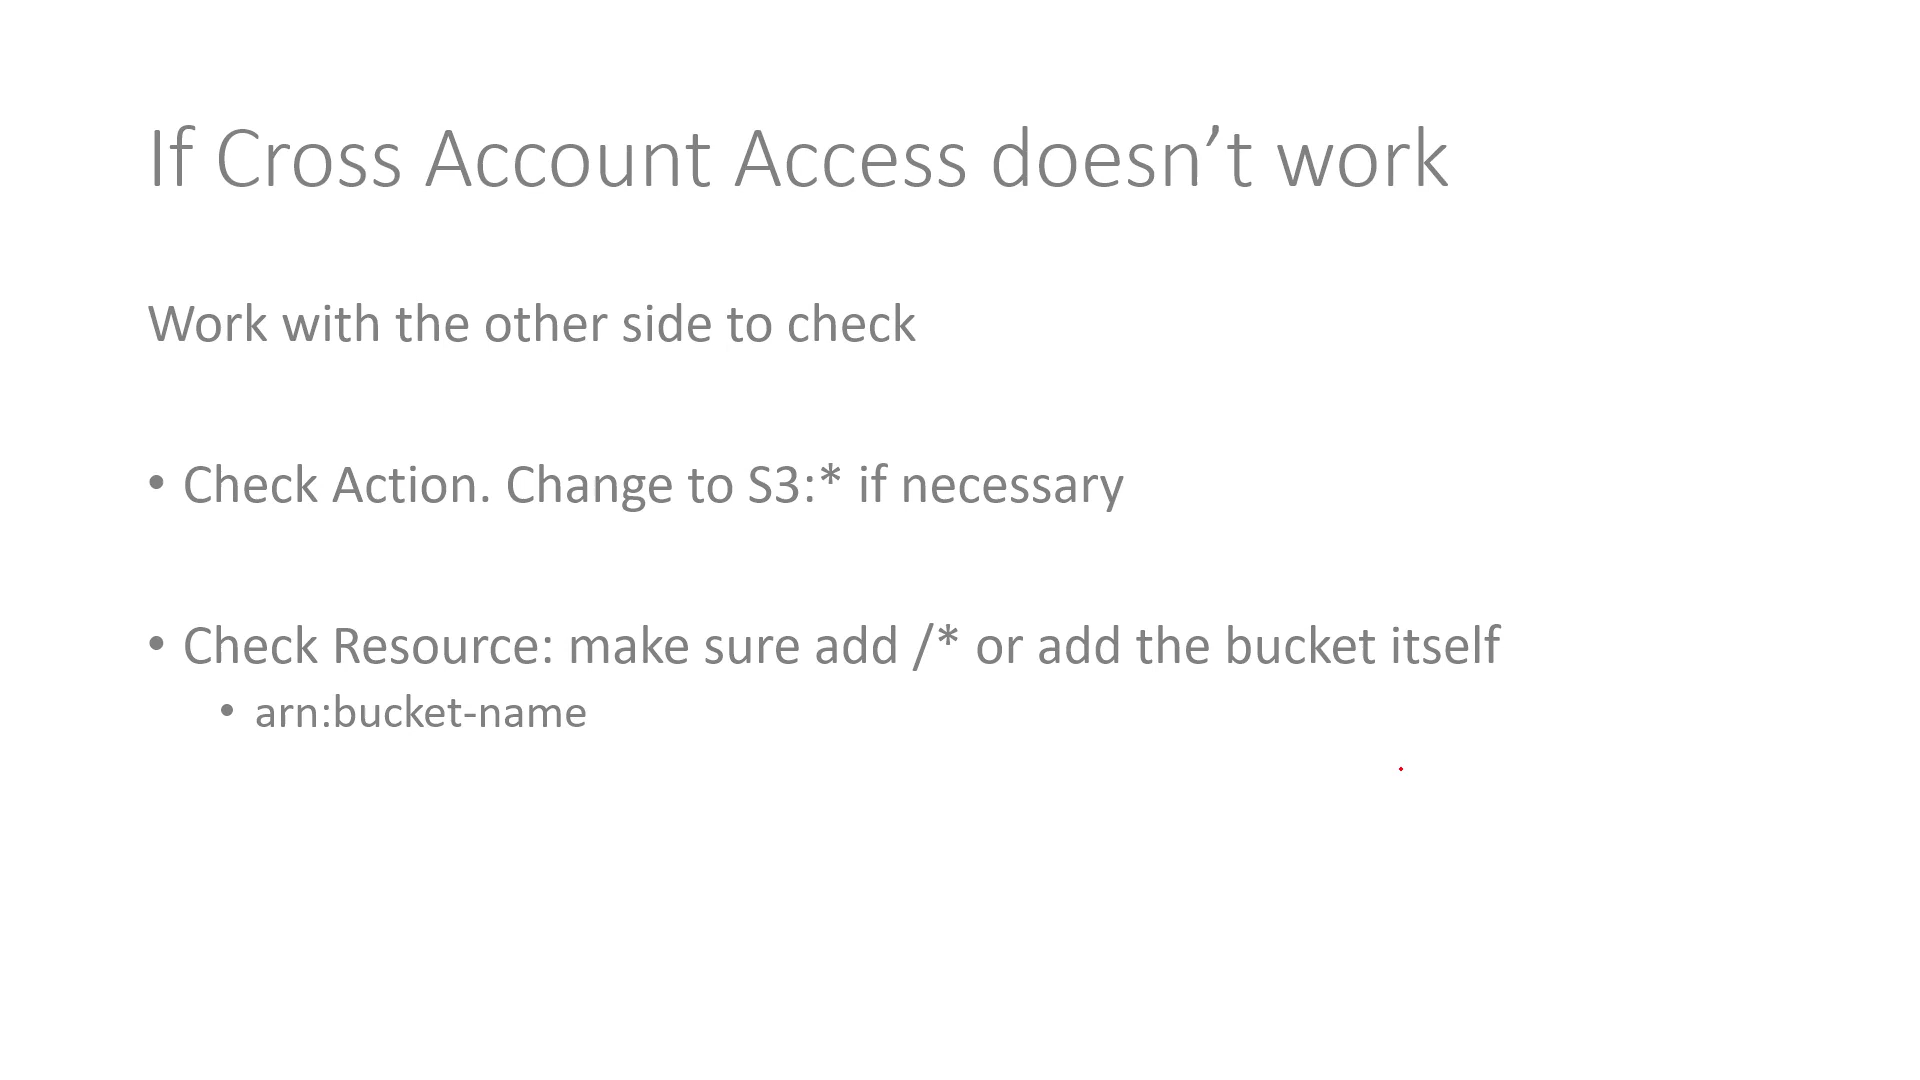 If Cross Account Access doesn’t work
Work with the other side to check
• Check Action. Change to S3:* if necessary
• Check Resource: make sure add /* or add the bucket itself
• arn:bucket-name